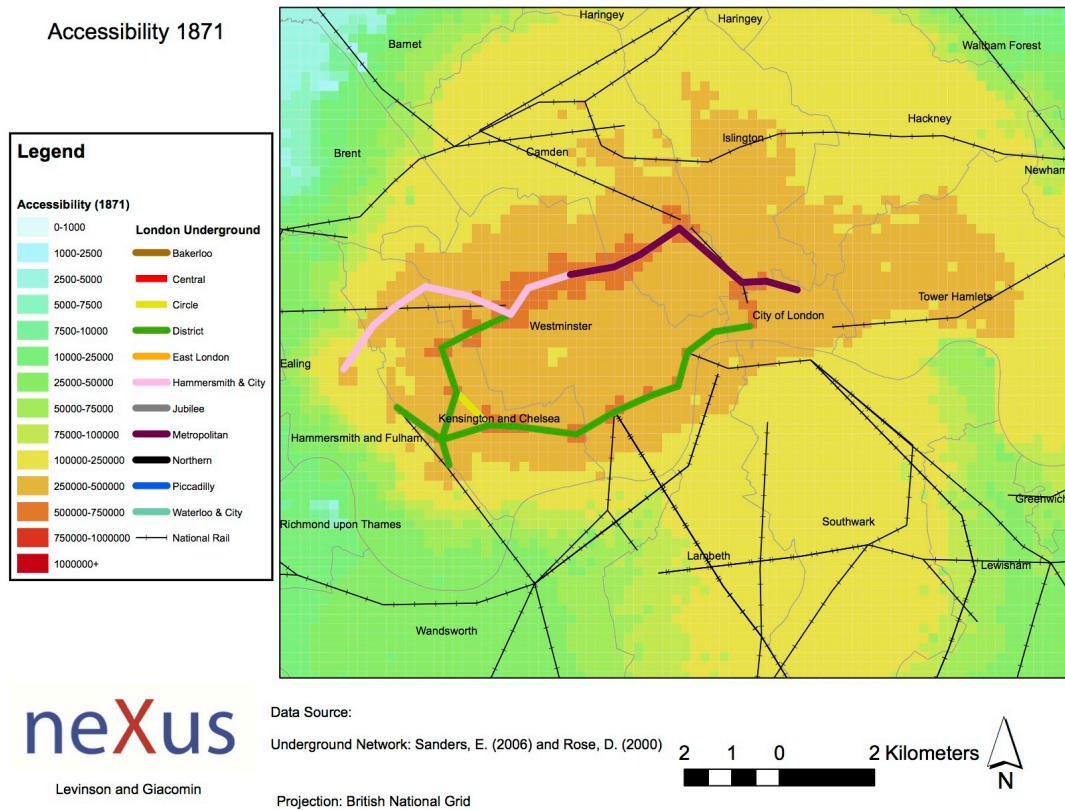 Accessibility 1871
Legend
Accessibility (1871)
0-1000
1000-2500
2500-5000
5000-7500
7500-10000
10000-25000
25000-50000
50000-75000
75000-100000
100000-250000
250000-500000
500000-750000
750000-1000000
1000000+
London Underground
Bakerloo
Central
Circle
District
East London
Hammersmith & City
Jubilee
Metropolitan
Northern
Piccadilly
Waterloo & City
National Rail
Haringey
Haringey
Barnet
Waltham Forest
Hackney
Islington
Camden
Brent
Newham
Tower Hamlets
City of London
Westminster
Ealing
Kensington and Chelsea
Hammersmith and Fulham
Greenwich
Richmond upon Thames
Southwark
Lambeth
Lewisham
Wandsworth
neXus
Levinson and Giacomin
Data Source:
Underground Network: Sanders, E. (2006) and Rose, D. (2000)
Projection: British National Grid
2 1 0 2 Kilometers
N